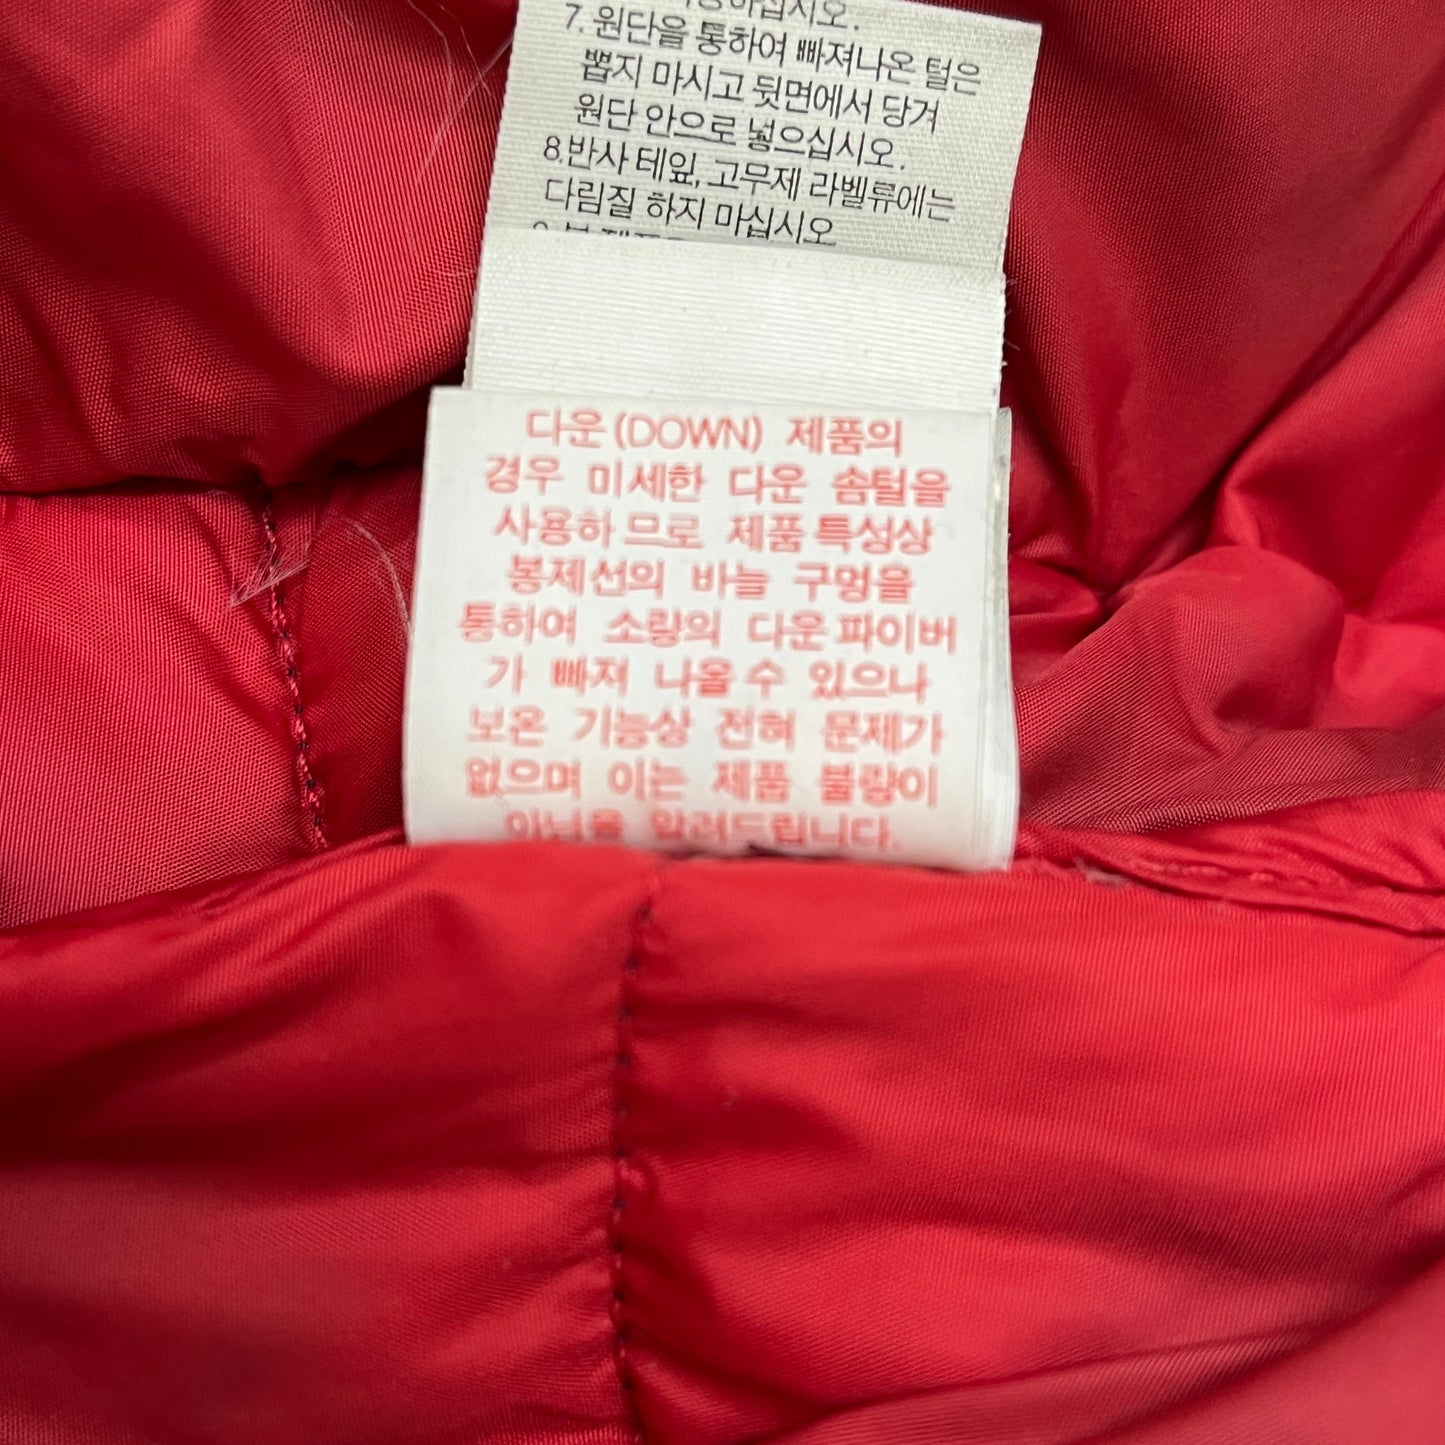 하십시오.
7. 원단을 통하여 빠져나온 털은
뽑지 마시고 뒷면에서 당겨
원단 안으로 넣으십시오.
8.반사 테잎, 고무제 라벨류에는
다림질 하지 마십시오
다운(DOWN) 제품의
경우 미세한 다운 솜털을
사용하므로 제품특성상
봉제선의 바늘 구멍을
통하여 소량의 다운파이버
가 빠져 나올수 있으나
보온 기능상 전혀 문제가
없으며 이는 제품 불량이
아님을 알려드립니다.